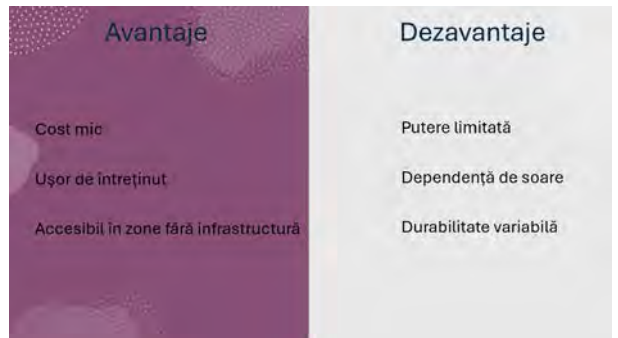 Avantaje
Cost mic
Ușor de întreținut
Accesibil în zone fără infrastructură
Dezavantaje
Putere limitată
Dependență de soare
Durabilitate variabilă